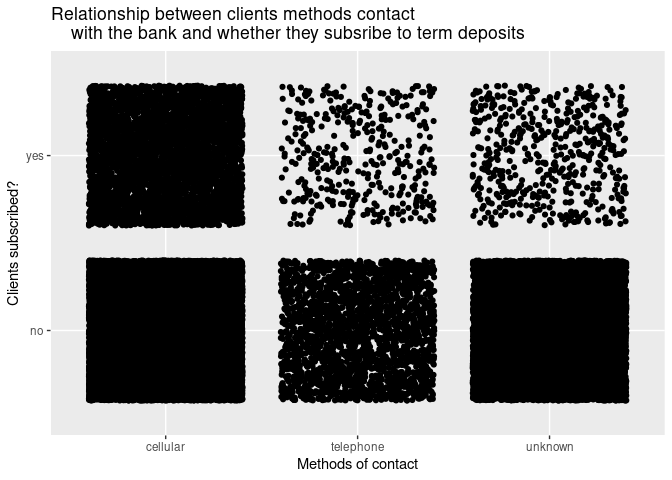 Relationship between clients methods contact
with the bank and whether they subsribe to term deposits
yes
Clients subscribed?
no
cellular
telephone
unknown
Methods of contact